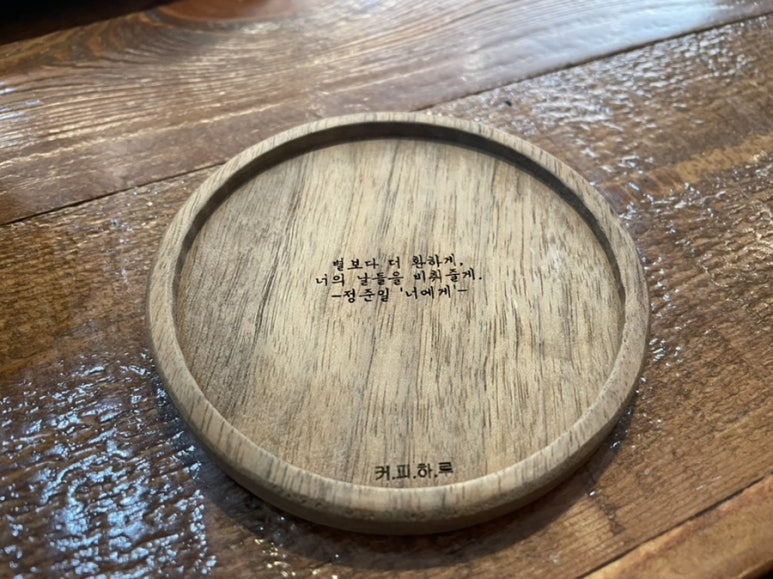 별보다 더 환하게.
너의 날들을 비춰줄게.
-정준일 '너에게'-
커.피.하.루